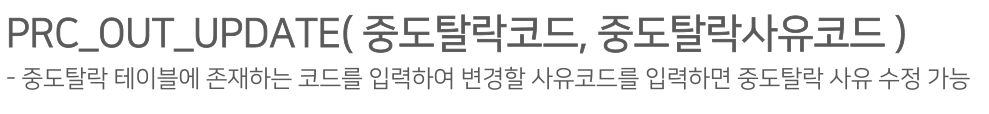 PRC_OUT_UPDATE( 중도탈락코드, 중도탈락사유코드 )
- 중도탈락 테이블에 존재하는 코드를 입력하여 변경할 사유코드를 입력하면 중도탈락 사유 수정 가능